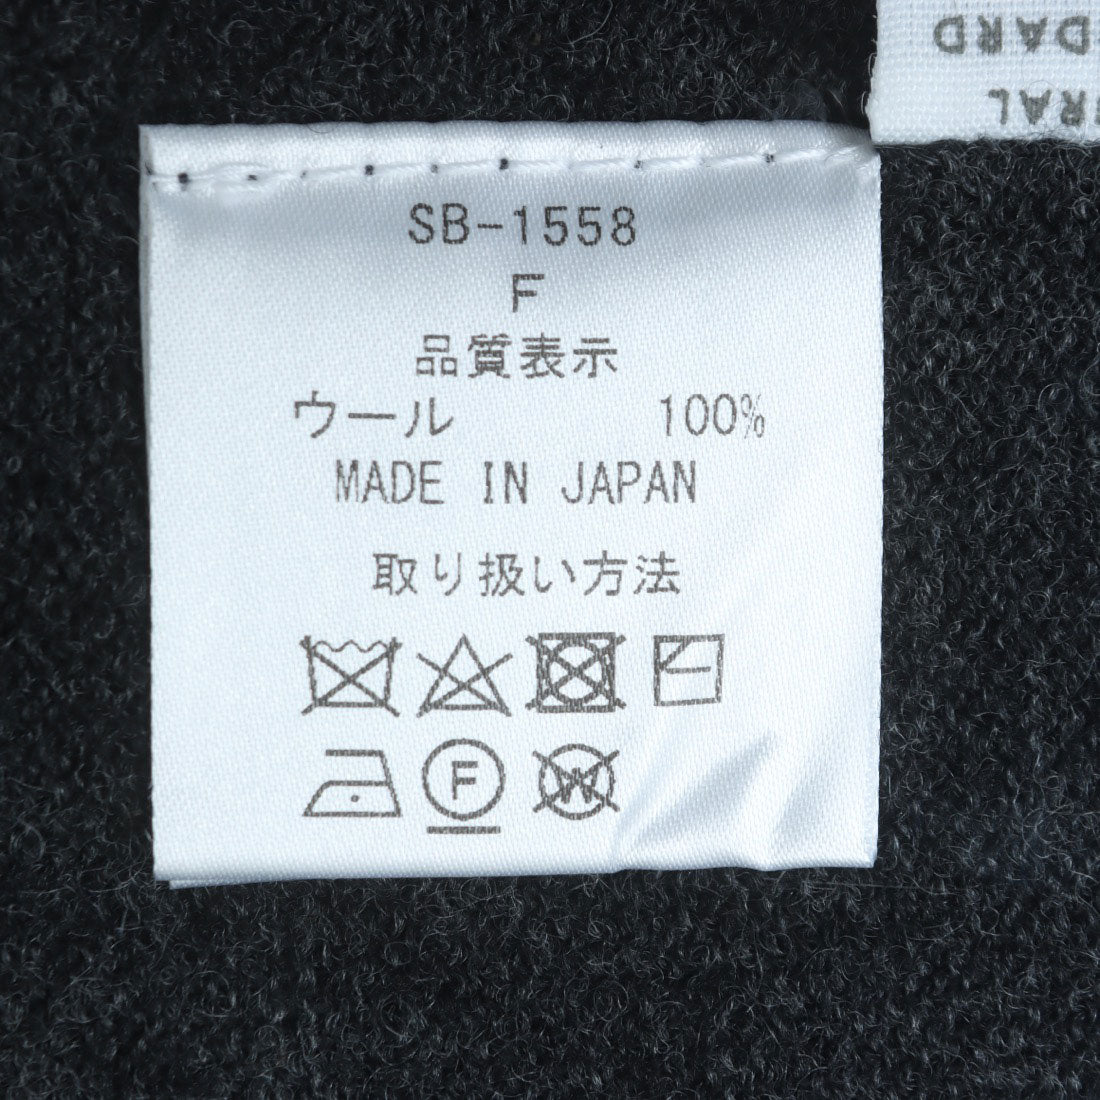 SB-1558
F
品質表示
ウール 100%
MADE IN JAPAN
取り扱い方法
F
W